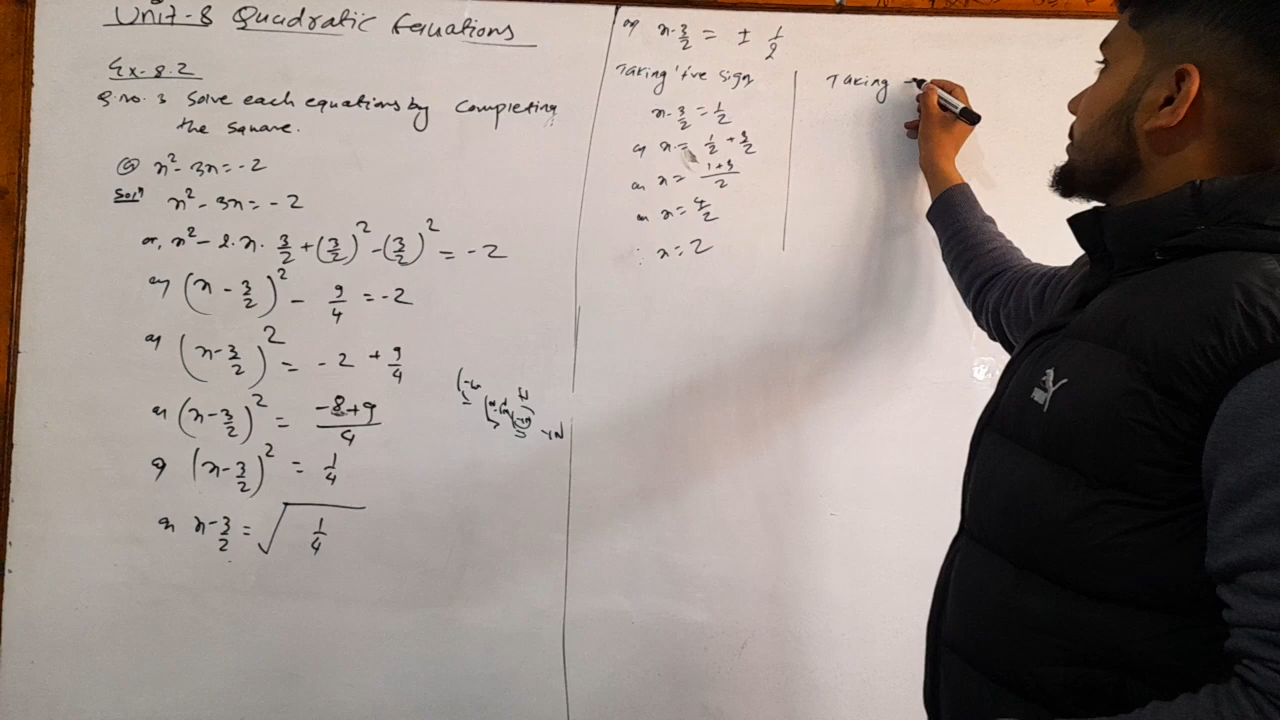 Unit-8 Quadratic Equations
Ex-8.2
Q.no. 3 Solve each equations by completing
the square.
ⓐ x² - 3x = -2
Solⁿ x² - 3x = -2
or, x² - 2.x. 3/2 + (3/2)² - (3/2)² = -2
or (x - 3/2)² - 9/4 = -2
or (x - 3/2)² = -2 + 9/4
or (x - 3/2)² = -8+9/4
or (x - 3/2)² = 1/4
or x - 3/2 = √1/4
or x - 3/2 = ± 1/2
Taking '+ve sign
x - 3/2 = 1/2
or x = 1/2 + 3/2
or x = 1+3/2
or x = 4/2
∴ x = 2
Taking -